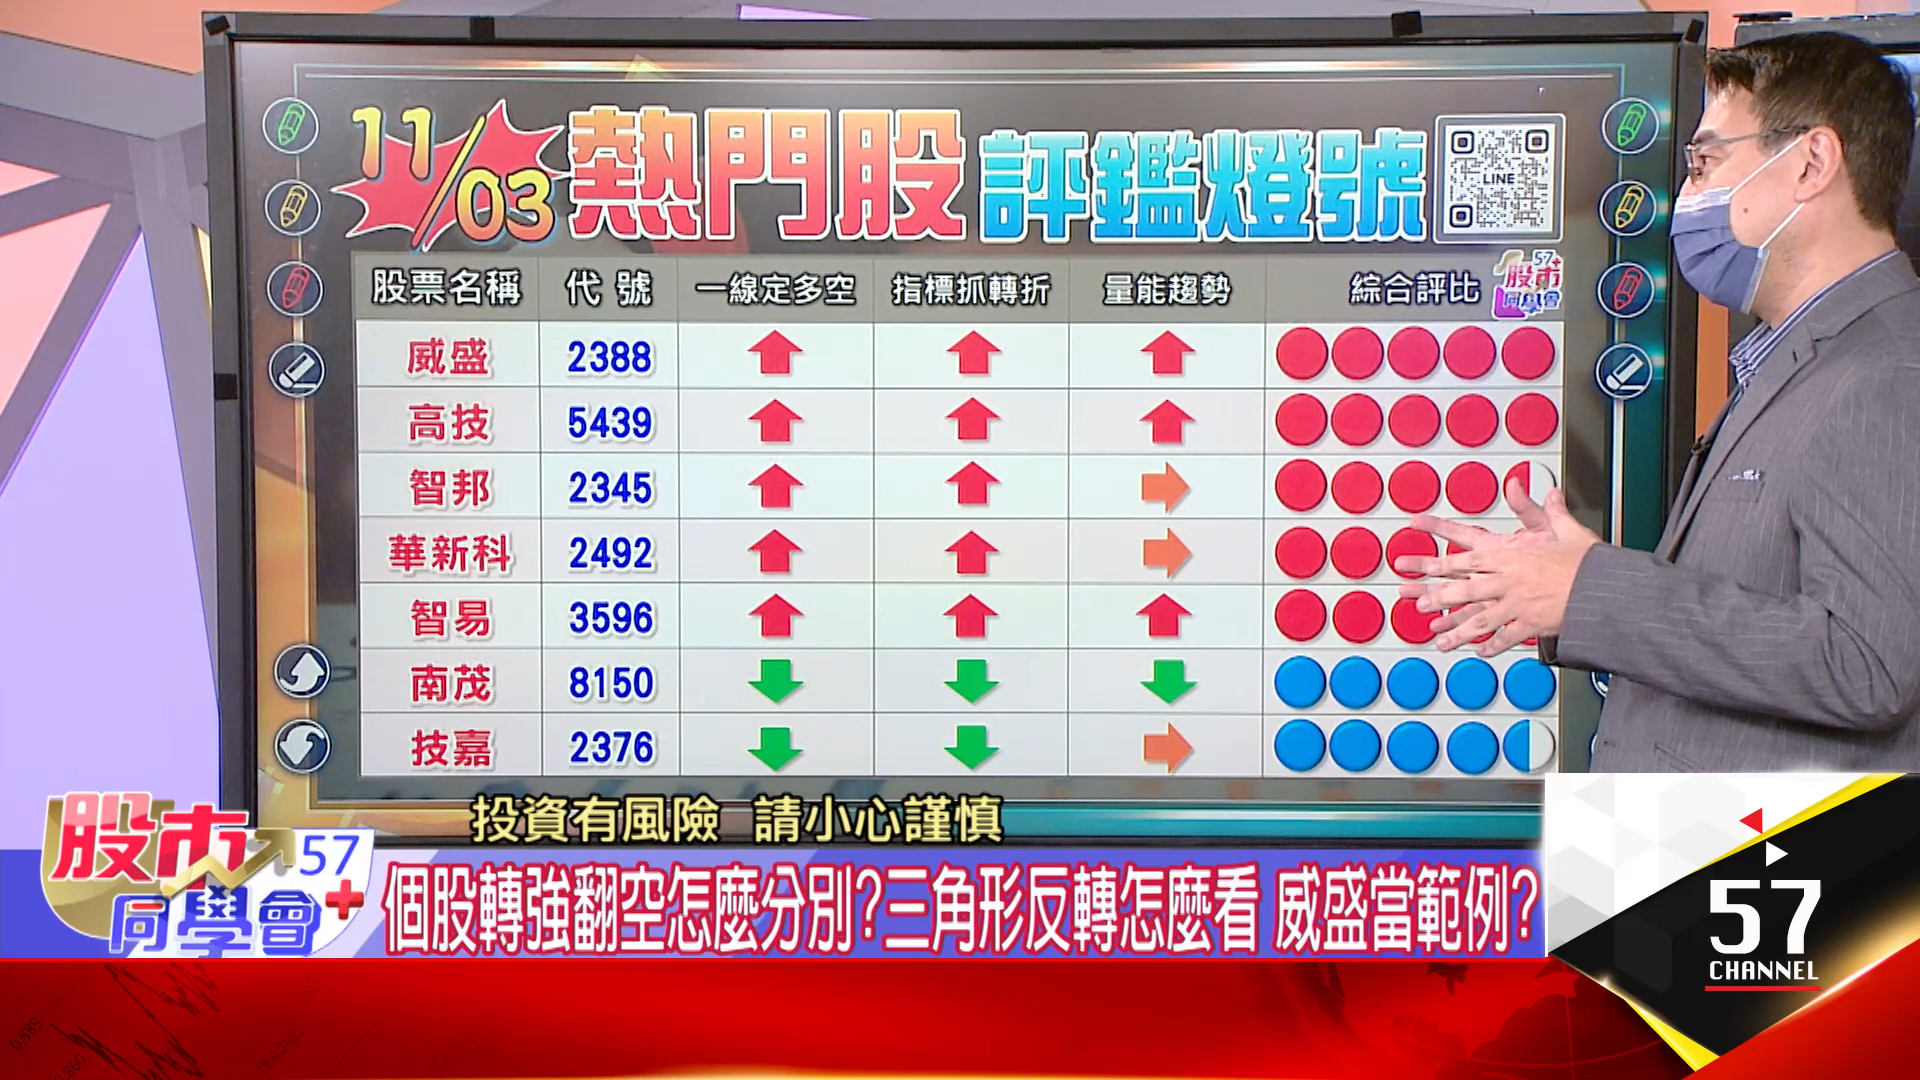 11/03 熱門股 評鑑燈號
LINE
股票名稱 代號 一線定多空 指標抓轉折 量能趨勢 綜合評比
57+
股市
同學會
威盛 2388
高技 5439
智邦 2345
華新科 2492
智易 3596
南茂 8150
技嘉 2376
投資有風險 請小心謹慎
股市 57
同學會+
個股轉強翻空怎麼分別?三角形反轉怎麼看 威盛當範例?
57
CHANNEL